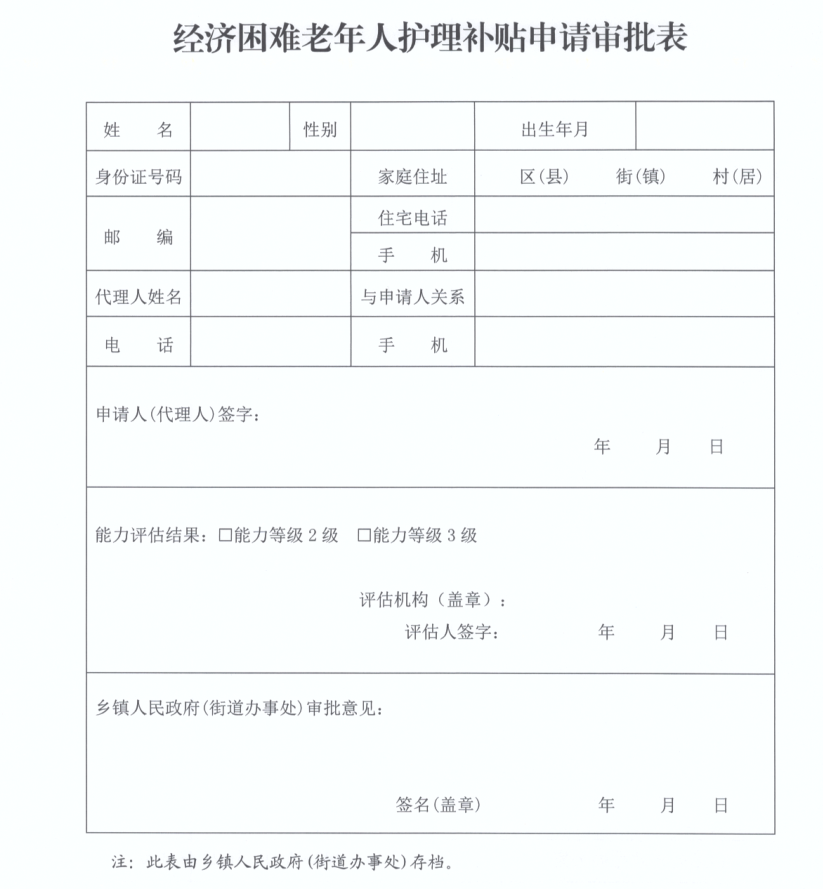 经济困难老年人护理补贴申请审批表
姓 名 性别 出生年月
身份证号码 家庭住址 区(县) 街(镇) 村(居)
邮 编 住宅电话
手 机
代理人姓名 与申请人关系
电 话 手 机
申请人(代理人)签字:
年 月 日
能力评估结果: □能力等级 2 级 □能力等级 3 级
评估机构（盖章）:
评估人签字: 年 月 日
乡镇人民政府(街道办事处)审批意见:
签名(盖章) 年 月 日
注: 此表由乡镇人民政府(街道办事处)存档。